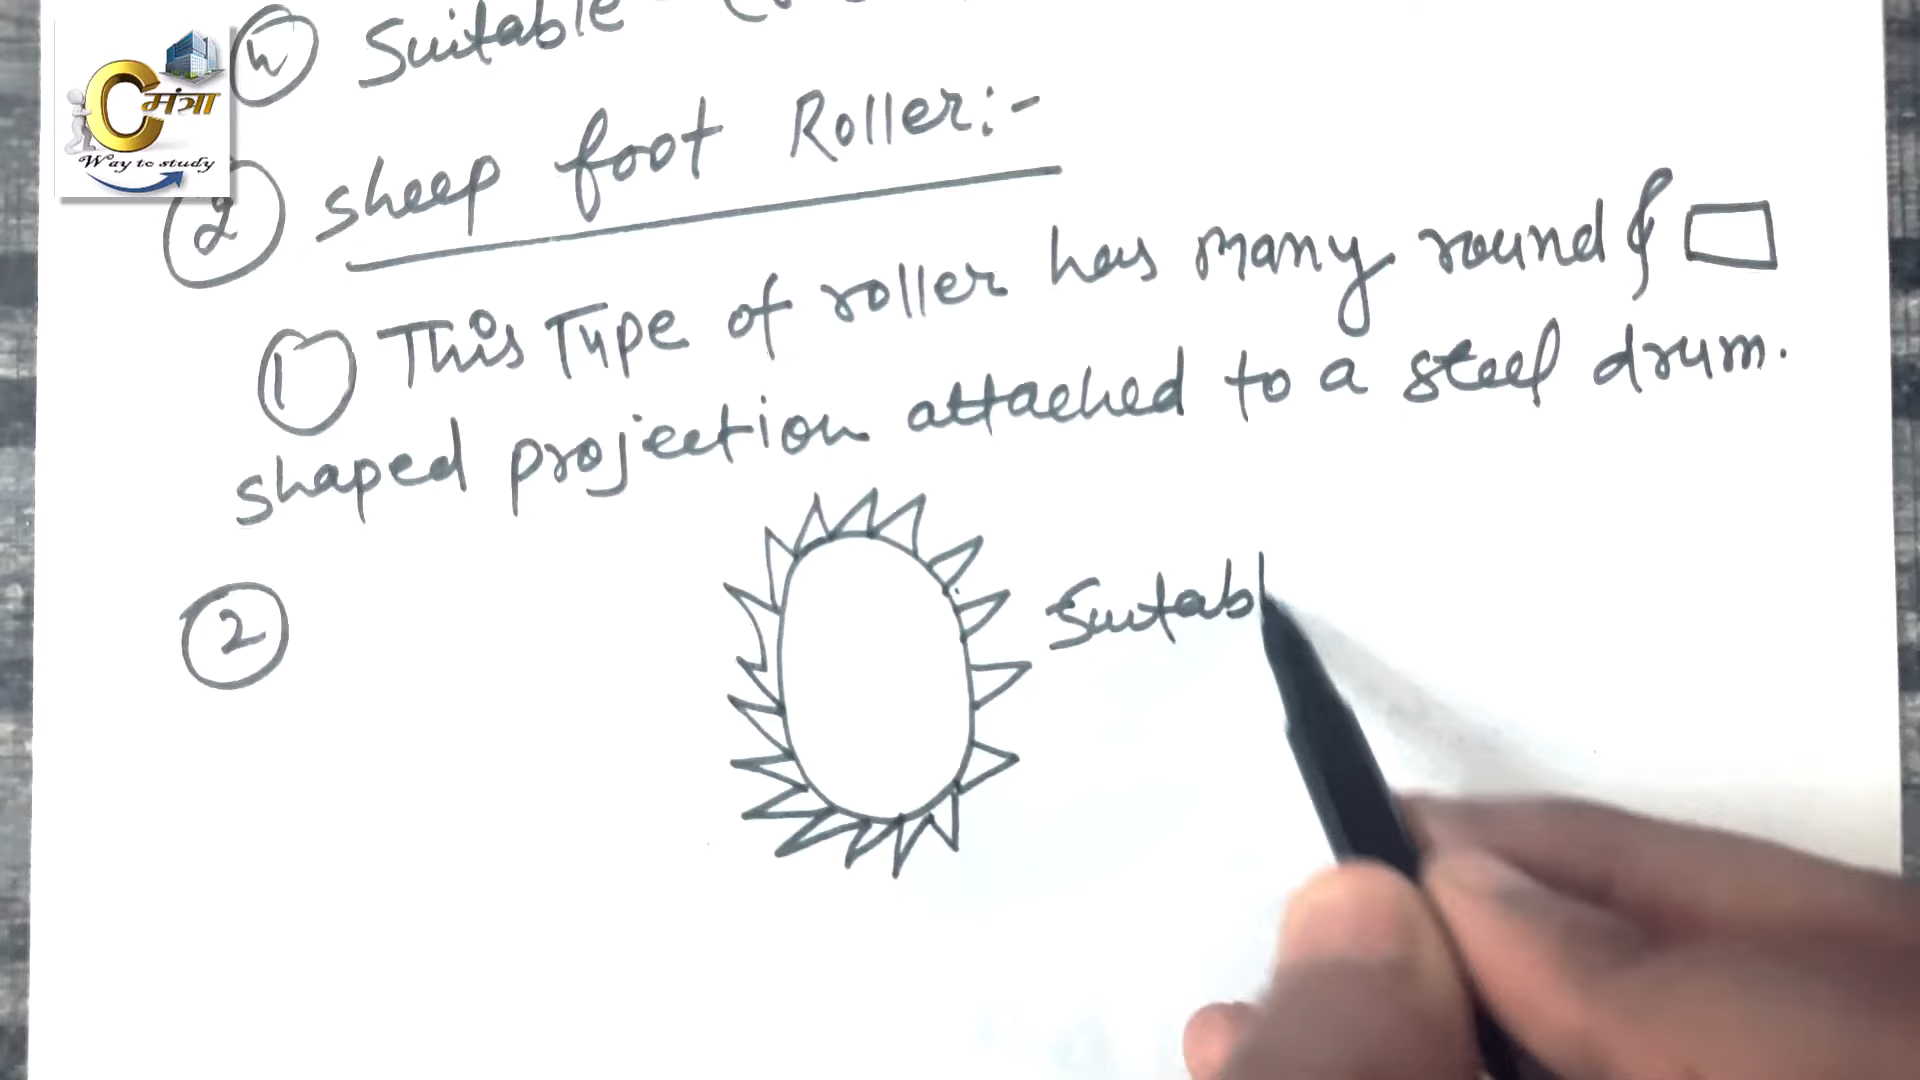 4 Suitable
C मंत्रा
Way to study
2 Sheep foot Roller:-
1 This Type of roller has many round & ▭
shaped projection attached to a steel drum.
2
Suitabl